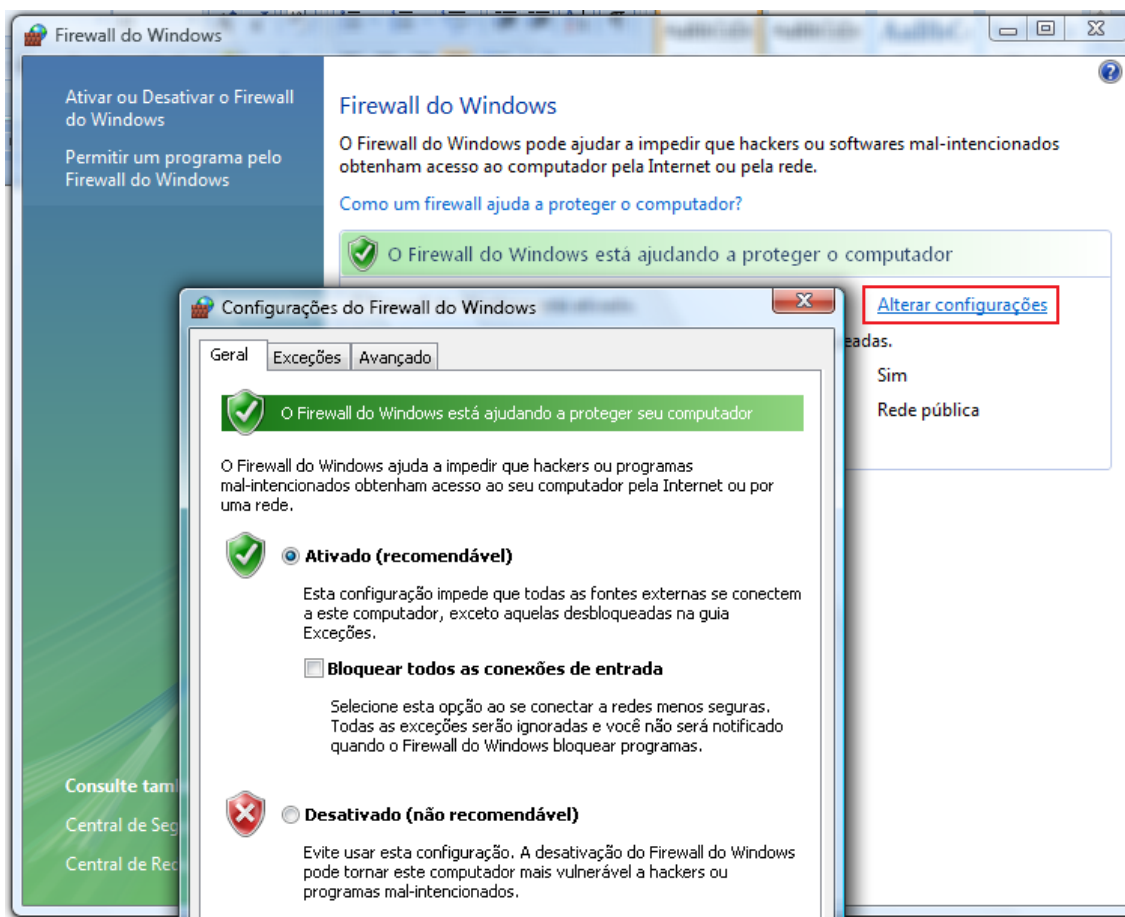 Firewall do Windows
Ativar ou Desativar o Firewall
do Windows
Permitir um programa pelo
Firewall do Windows
Firewall do Windows
O Firewall do Windows pode ajudar a impedir que hackers ou softwares mal-intencionados
obtenham acesso ao computador pela Internet ou pela rede.
Como um firewall ajuda a proteger o computador?
O Firewall do Windows está ajudando a proteger o computador
Alterar configurações
Sim
Rede pública
Consulte
Central de
Central de
Configurações do Firewall do Windows
Geral Exceções Avançado
O Firewall do Windows está ajudando a proteger seu computador
O Firewall do Windows ajuda a impedir que hackers ou programas
mal-intencionados obtenham acesso ao seu computador pela Internet ou por
uma rede.
Ativado (recomendável)
Esta configuração impede que todas as fontes externas se conectem
a este computador, exceto aquelas desbloqueadas na guia
Exceções.
Bloquear todos as conexões de entrada
Selecione esta opção ao se conectar a redes menos seguras.
Todas as exceções serão ignoradas e você não será notificado
quando o Firewall do Windows bloquear programas.
Desativado (não recomendável)
Evite usar esta configuração. A desativação do Firewall do Windows
pode tornar este computador mais vulnerável a hackers ou
programas mal-intencionados.